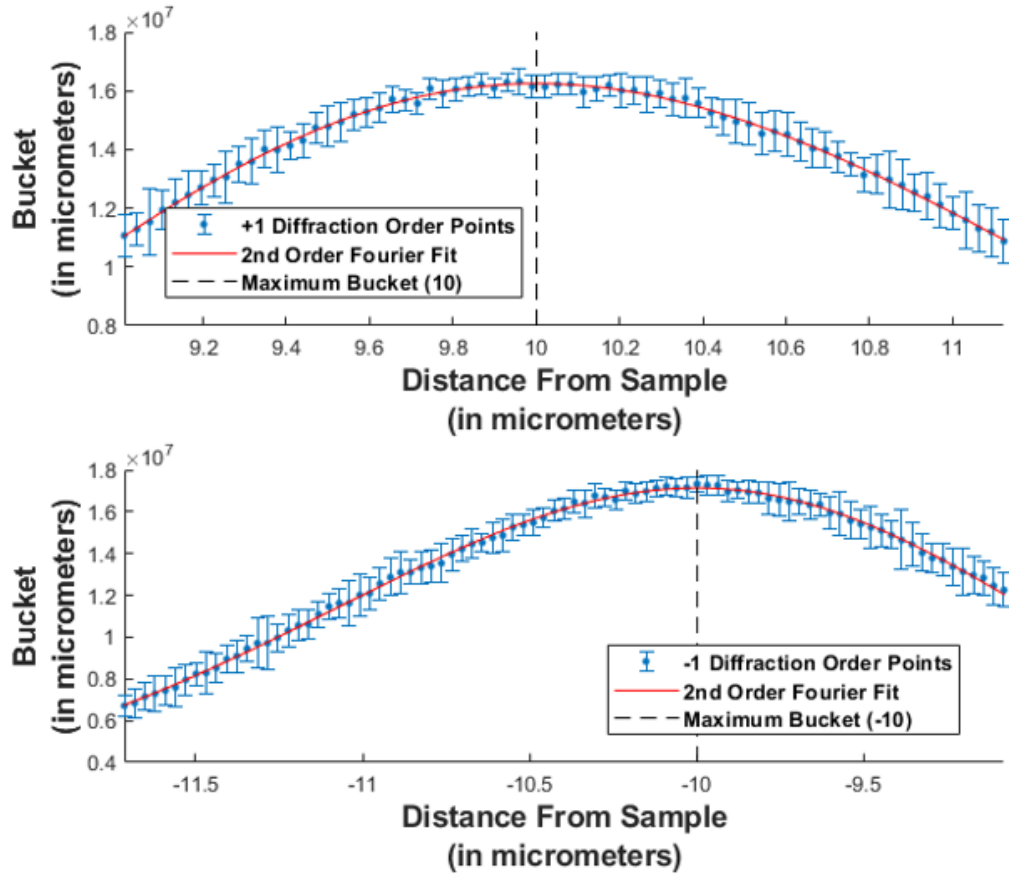 ×10^7
1.8
1.6
1.4
1.2
1
0.8
Bucket
(in micrometers)
+1 Diffraction Order Points
2nd Order Fourier Fit
Maximum Bucket (10)
9.2 9.4 9.6 9.8 10 10.2 10.4 10.6 10.8 11
Distance From Sample
(in micrometers)
×10^7
1.8
1.6
1.4
1.2
1
0.8
0.6
0.4
Bucket
(in micrometers)
-1 Diffraction Order Points
2nd Order Fourier Fit
Maximum Bucket (-10)
-11.5 -11 -10.5 -10 -9.5
Distance From Sample
(in micrometers)